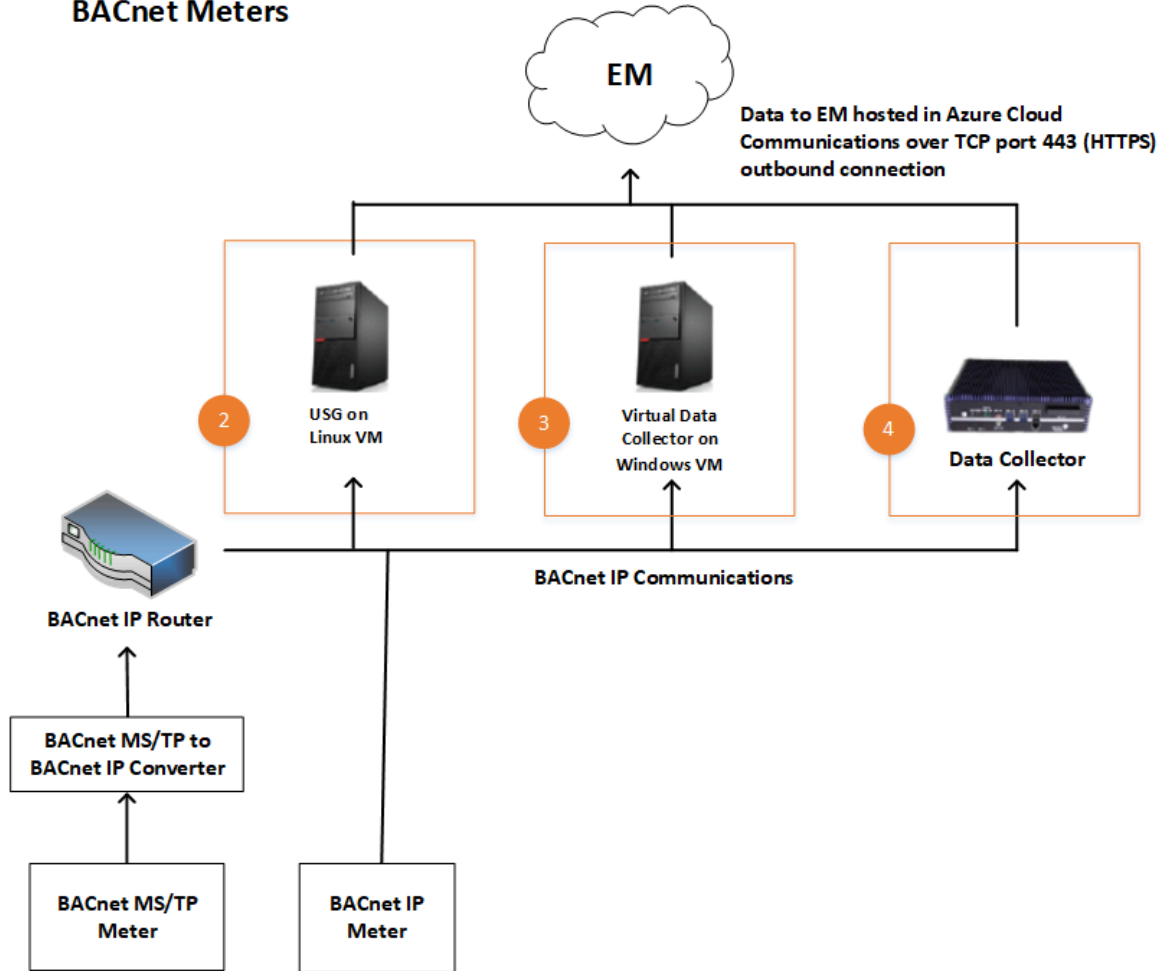 BACnet Meters
EM
Data to EM hosted in Azure Cloud
Communications over TCP port 443 (HTTPS)
outbound connection
2
USG on
Linux VM
3
Virtual Data
Collector on
Windows VM
4
Data Collector
BACnet IP Communications
BACnet IP Router
BACnet MS/TP to
BACnet IP Converter
BACnet MS/TP
Meter
BACnet IP
Meter